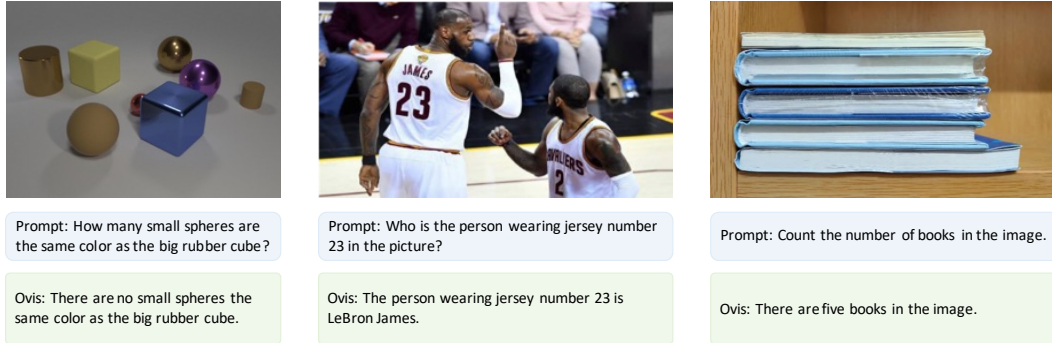 JAMES
23
CAVALIERS
2
Prompt: How many small spheres are
the same color as the big rubber cube?
Prompt: Who is the person wearing jersey number
23 in the picture?
Prompt: Count the number of books in the image.
Ovis: There are no small spheres the
same color as the big rubber cube.
Ovis: The person wearing jersey number 23 is
LeBron James.
Ovis: There are five books in the image.